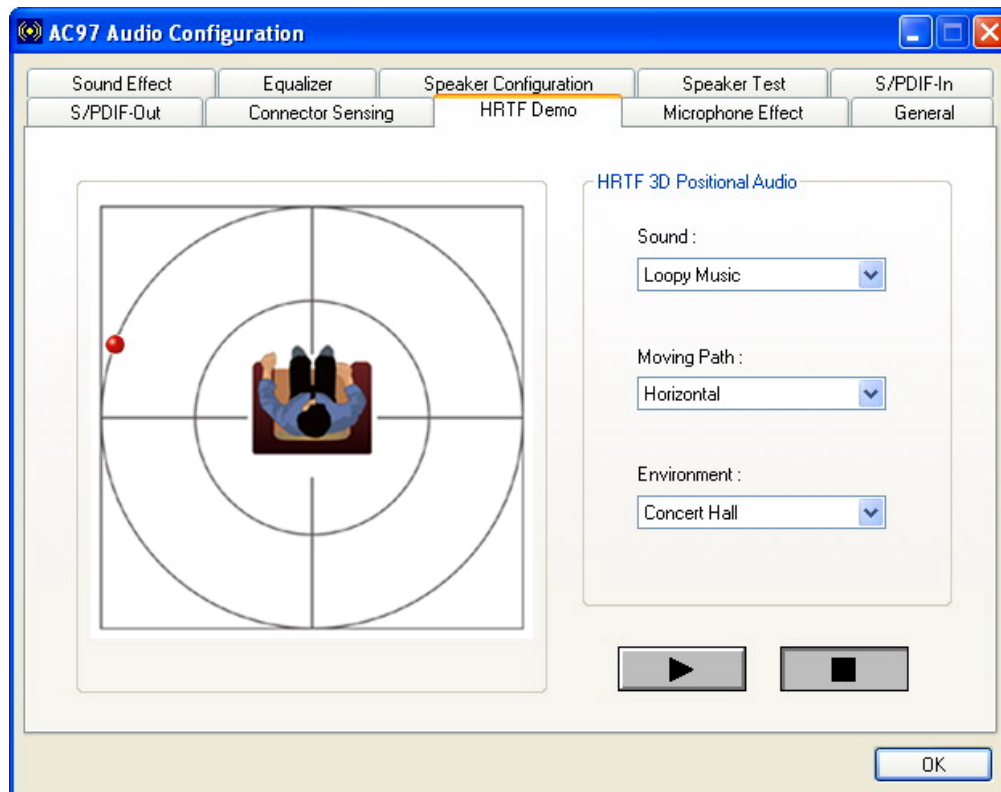 AC97 Audio Configuration
Sound Effect
Equalizer
Speaker Configuration
Speaker Test
S/PDIF-In
S/PDIF-Out
Connector Sensing
HRTF Demo
Microphone Effect
General
HRTF 3D Positional Audio
Sound :
Loopy Music
Moving Path :
Horizontal
Environment :
Concert Hall
OK